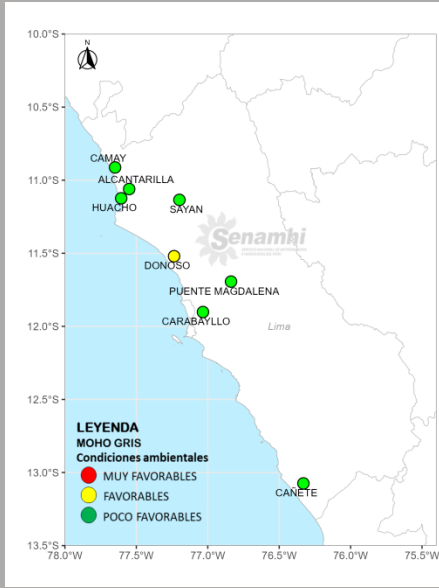 N
10.0°S
10.5°S
11.0°S
11.5°S
12.0°S
12.5°S
13.0°S
13.5°S
CAMAY
ALCANTARILLA
HUACHO
SAYAN
Senamhi
DONOSO
PUENTE MAGDALENA
CARABAYLLO
Lima
CAÑETE
LEYENDA
MOHO GRIS
Condiciones ambientales
MUY FAVORABLES
FAVORABLES
POCO FAVORABLES
78.0°W 77.5°W 77.0°W 76.5°W 76.0°W 75.5°W